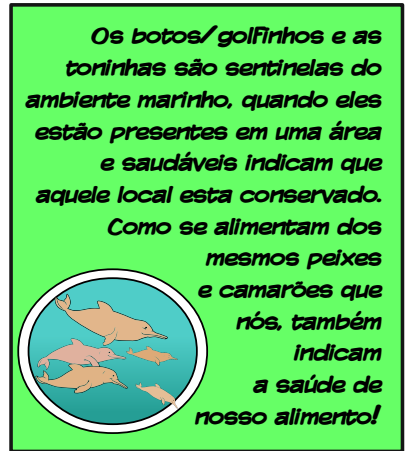 Os botos/golfinhos e as
toninhas são sentinelas do
ambiente marinho, quando eles
estão presentes em uma área
e saudáveis indicam que
aquele local esta conservado.
Como se alimentam dos
mesmos peixes
e camarões que
nós, também
indicam
a saúde de
nosso alimento!